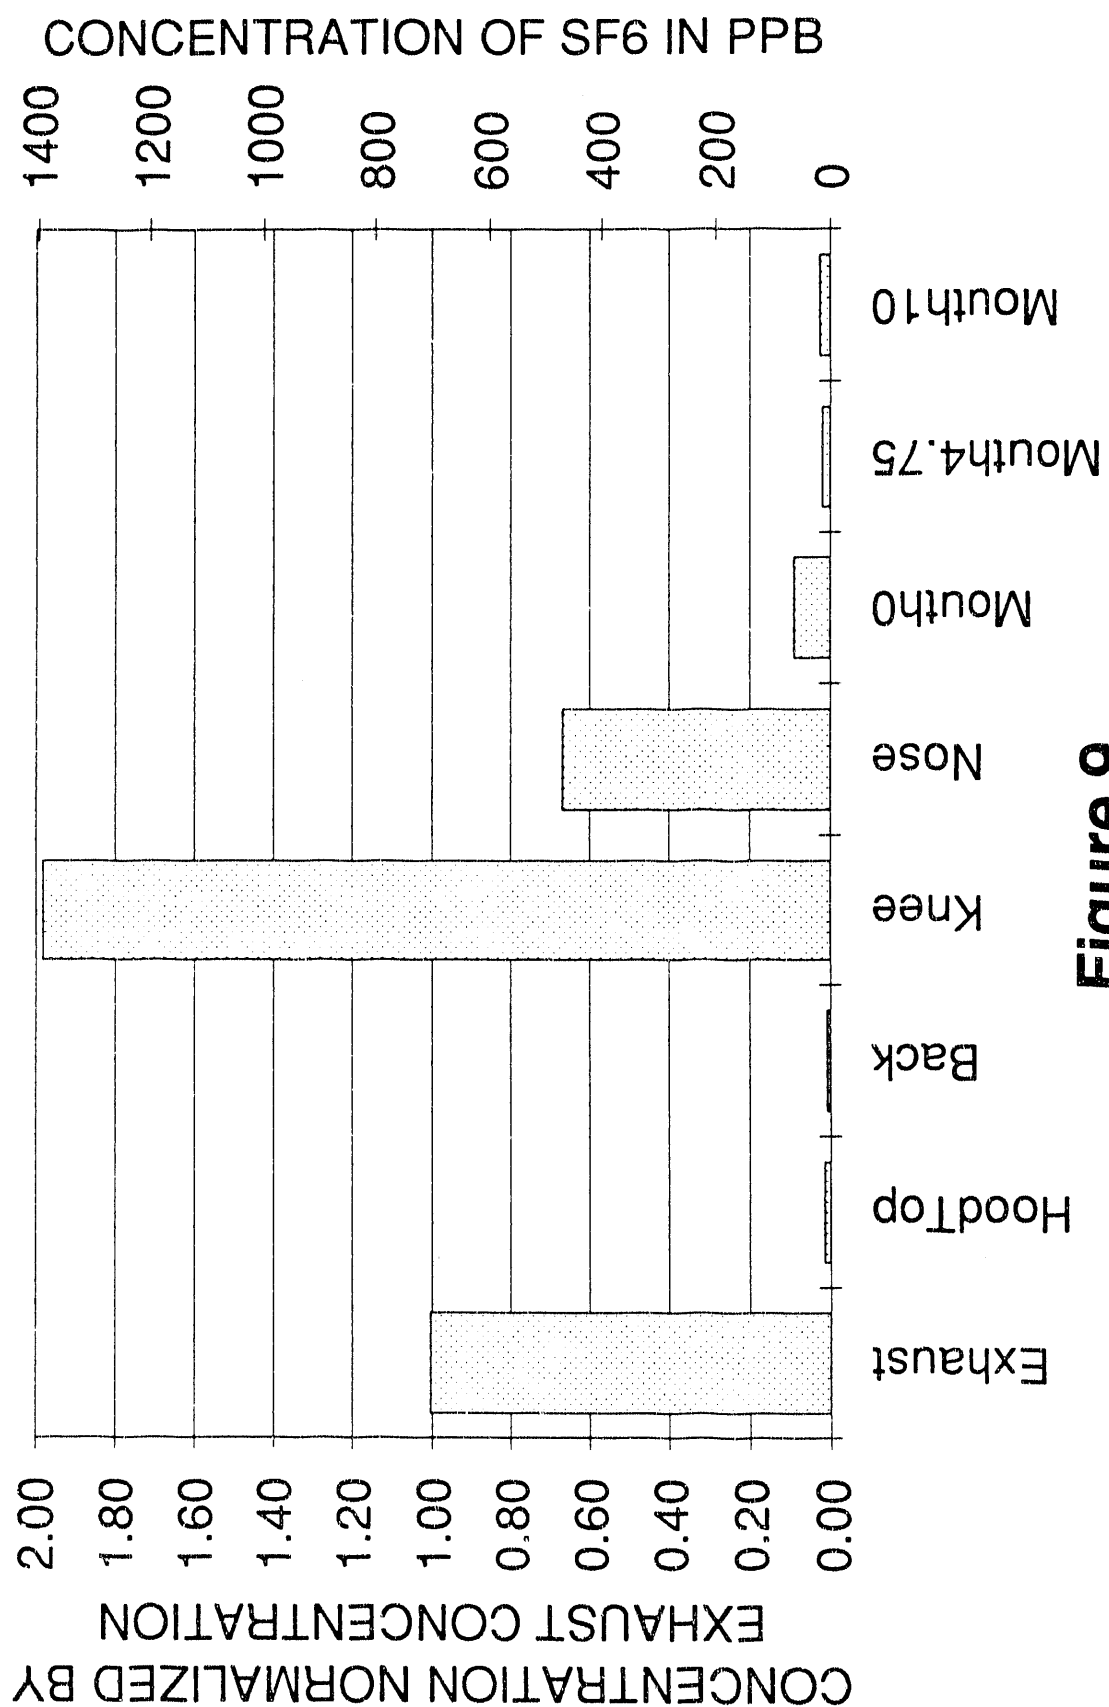 CONCENTRATION OF SF6 IN PPB
1400
1200
1000
800
600
400
200
0
Mouth10
Mouth4.75
Mouth0
Nose
Knee
Back
HoodTop
Exhaust
2.00
1.80
1.60
1.40
1.20
1.00
0.80
0.60
0.40
0.20
0.00
CONCENTRATION NORMALIZED BY
EXHAUST CONCENTRATION
Figure 9